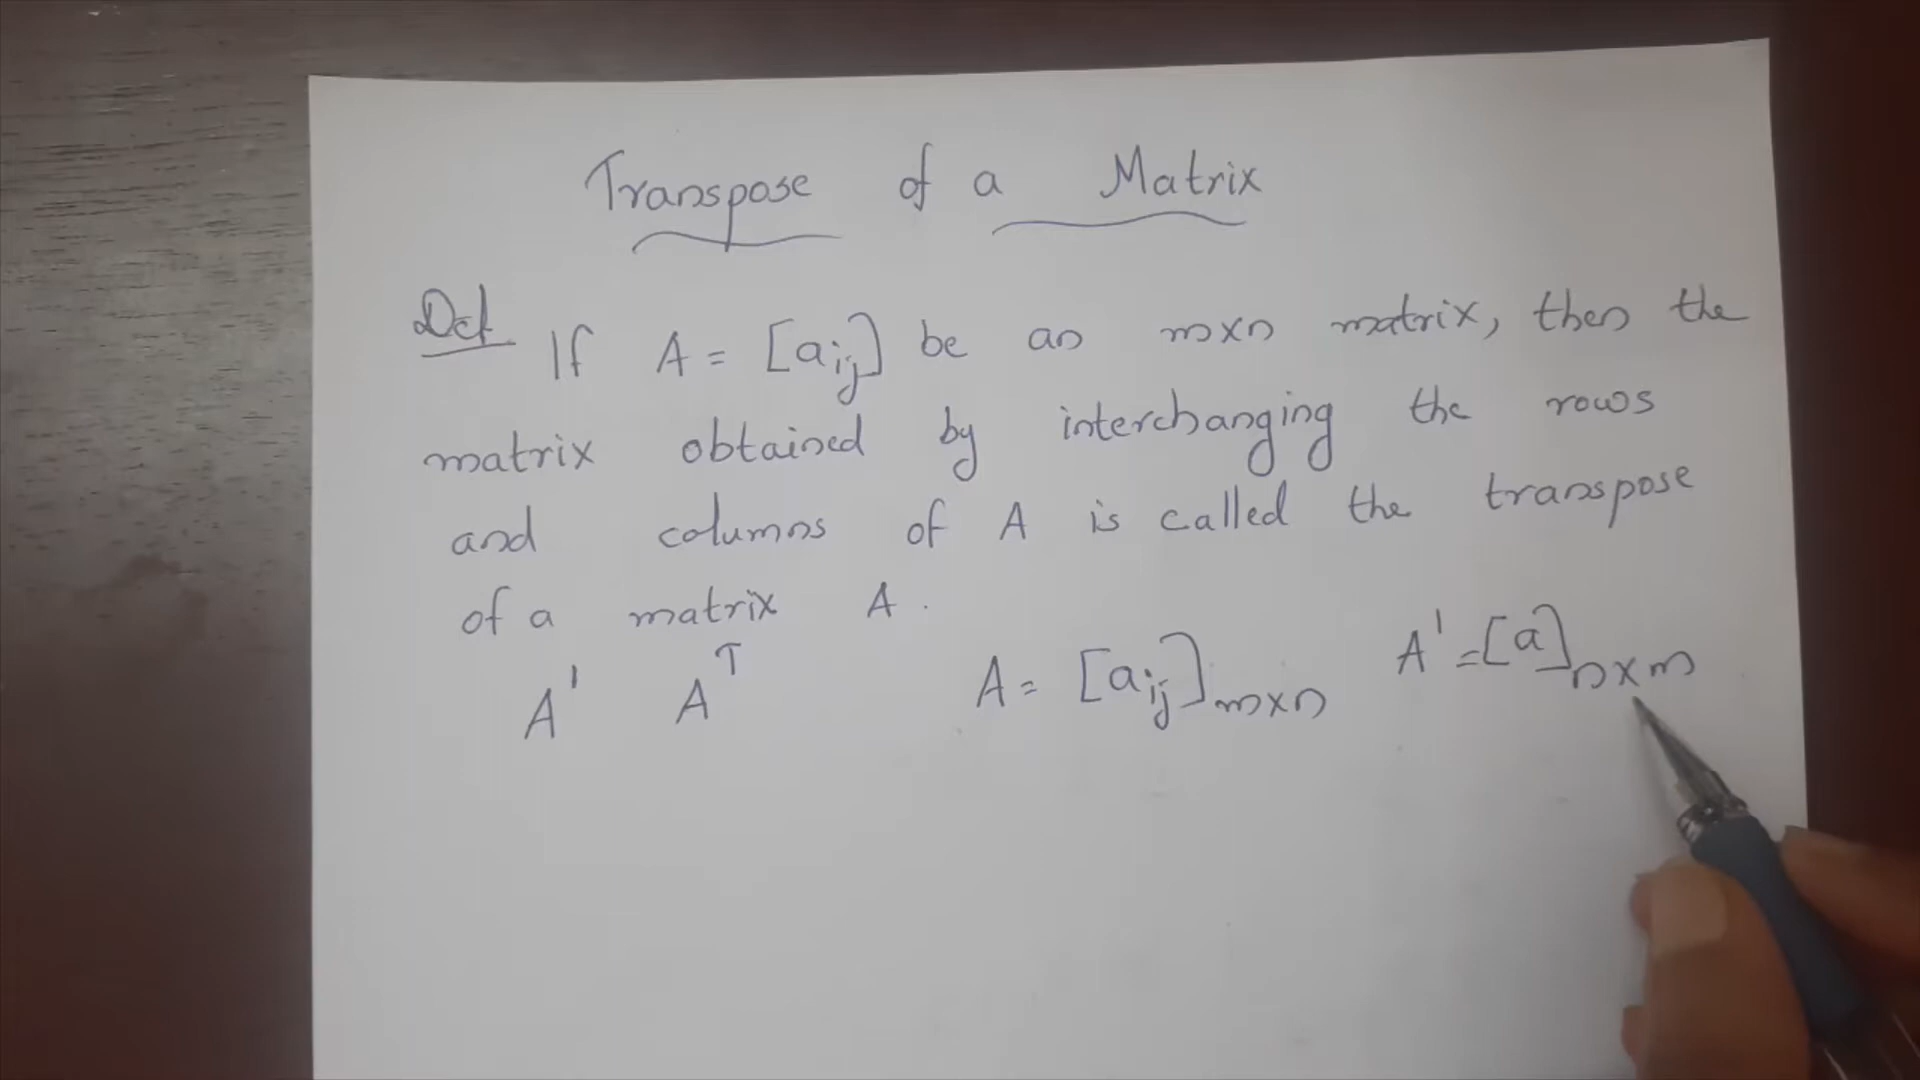 Transpose of a Matrix
Def If A = [aij] be an m×n matrix, then the
matrix obtained by interchanging the rows
and columns of A is called the transpose
of a matrix A.
A' A^T A = [aij]m×n A' = [a]n×m